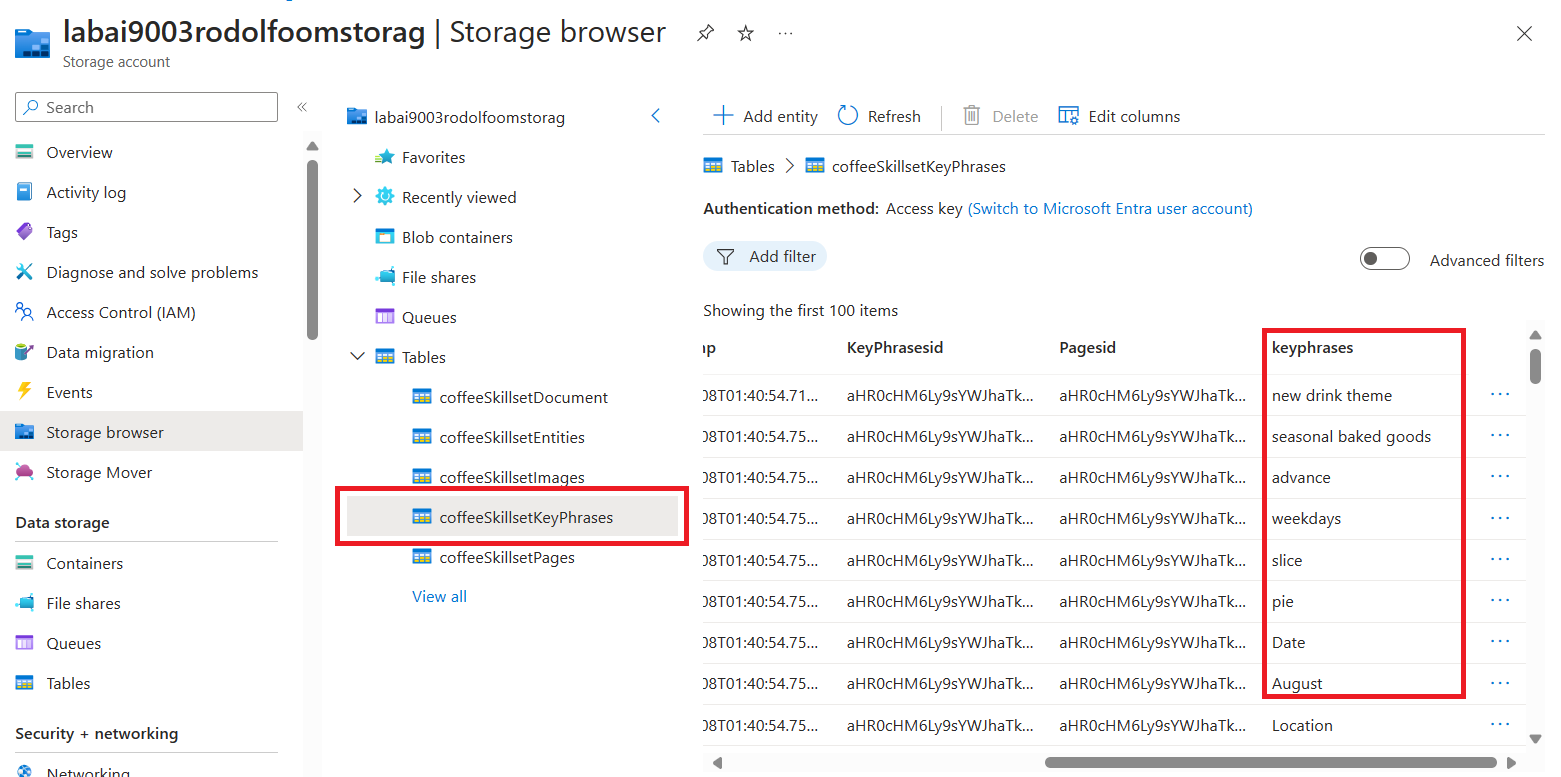 labai9003rodolfoomstorag | Storage browser
Storage account
Search
Overview
Activity log
Tags
Diagnose and solve problems
Access Control (IAM)
Data migration
Events
Storage browser
Storage Mover
Data storage
Containers
File shares
Queues
Tables
Security + networking
Networking
labai9003rodolfoomstorag
Favorites
Recently viewed
Blob containers
File shares
Queues
Tables
coffeeSkillsetDocument
coffeeSkillsetEntities
coffeeSkillsetImages
coffeeSkillsetKeyPhrases
coffeeSkillsetPages
View all
Add entity Refresh Delete Edit columns
Tables > coffeeSkillsetKeyPhrases
Authentication method: Access key (Switch to Microsoft Entra user account)
Add filter Advanced filters
Showing the first 100 items
np KeyPhrasesid Pagesid keyphrases
08T01:40:54.71... aHR0cHM6Ly9sYWJhaTk... aHR0cHM6Ly9sYWJhaTk... new drink theme
08T01:40:54.75... aHR0cHM6Ly9sYWJhaTk... aHR0cHM6Ly9sYWJhaTk... seasonal baked goods
08T01:40:54.75... aHR0cHM6Ly9sYWJhaTk... aHR0cHM6Ly9sYWJhaTk... advance
08T01:40:54.75... aHR0cHM6Ly9sYWJhaTk... aHR0cHM6Ly9sYWJhaTk... weekdays
08T01:40:54.75... aHR0cHM6Ly9sYWJhaTk... aHR0cHM6Ly9sYWJhaTk... slice
08T01:40:54.75... aHR0cHM6Ly9sYWJhaTk... aHR0cHM6Ly9sYWJhaTk... pie
08T01:40:54.75... aHR0cHM6Ly9sYWJhaTk... aHR0cHM6Ly9sYWJhaTk... Date
08T01:40:54.75... aHR0cHM6Ly9sYWJhaTk... aHR0cHM6Ly9sYWJhaTk... August
08T01:40:54.75... aHR0cHM6Ly9sYWJhaTk... aHR0cHM6Ly9sYWJhaTk... Location